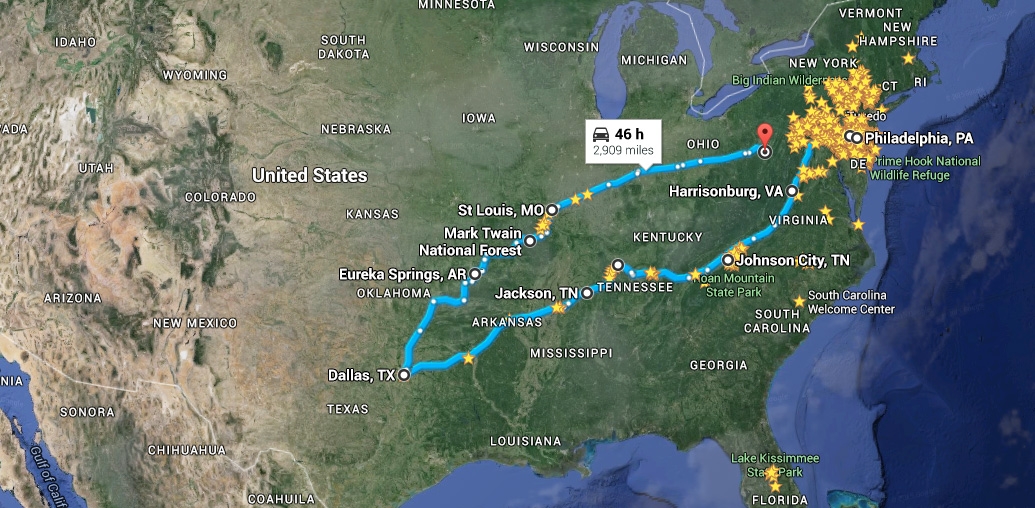 MINNESOTA
VERMONT
NEW
HAMPSHIRE
IDAHO
SOUTH
DAKOTA
WISCONSIN
MICHIGAN
NEW YORK
WYOMING
Big Indian Wilderness
CT
RI
IOWA
46 h
2,909 miles
NEBRASKA
OHIO
Philadelphia, PA
DE
Prime Hook National
Wildlife Refuge
UTAH
United States
COLORADO
Harrisonburg, VA
KANSAS
St Louis, MO
VIRGINIA
Mark Twain
National Forest
KENTUCKY
Johnson City, TN
Eureka Springs, AR
OKLAHOMA
Roan Mountain
State Park
TENNESSEE
Jackson, TN
ARIZONA
South Carolina
Welcome Center
SOUTH
CAROLINA
NEW MEXICO
ARKANSAS
MISSISSIPPI
GEORGIA
Dallas, TX
NIA
SONORA
TEXAS
LOUISIANA
CHIHUAHUA
Lake Kissimmee
State Park
Gulf of Calif
COAHUILA
FLORIDA